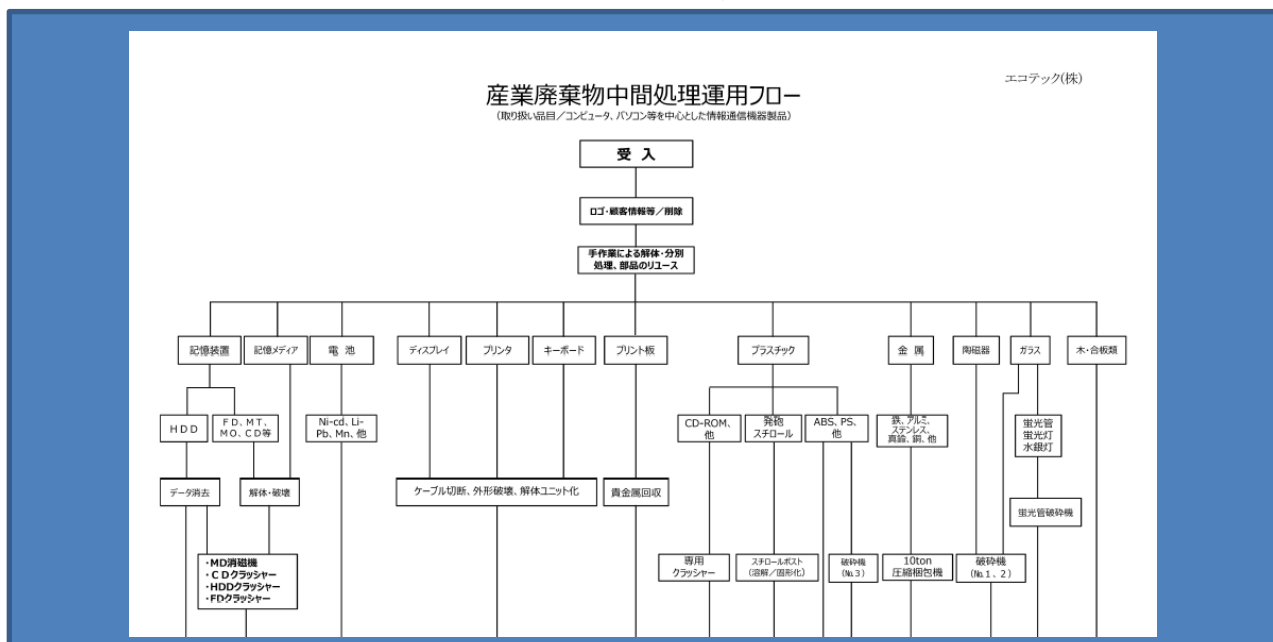 エコテック(株)
産業廃棄物中間処理運用フロー
(取り扱い品目／コンピュータ、パソコン等を中心とした情報通信機器製品)
受 入
ロゴ・顧客情報等／削除
手作業による解体・分別
処理、部品のリユース
記憶装置
記憶メディア
電 池
ディスプレイ
プリンタ
キーボード
プリント板
プラスチック
金 属
陶磁器
ガラス
木・合板類
HDD
FD、MT、
MO、CD等
Ni-cd、Li-
Pb、Mn、他
CD-ROM、
他
発砲
スチロール
ABS、PS、
他
鉄、アルミ、
ステンレス、
真鍮、銅、他
蛍光管
蛍光灯
水銀灯
データ消去
解体・破壊
ケーブル切断、外形破壊、解体ユニット化
貴金属回収
蛍光管破砕機
・MD消磁機
・CDクラッシャー
・HDDクラッシャー
・FDクラッシャー
専用
クラッシャー
スチロールポスト
(溶解／固形化)
破砕機
(№3)
10ton
圧縮梱包機
破砕機
(№1、2)